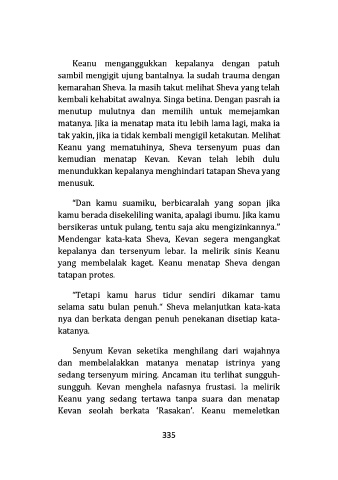 Keanu menganggukkan kepalanya dengan patuh
sambil mengigit ujung bantalnya. Ia sudah trauma dengan
kemarahan Sheva. Ia masih takut melihat Sheva yang telah
kembali kehabitat awalnya. Singa betina. Dengan pasrah ia
menutup mulutnya dan memilih untuk memejamkan
matanya. Jika ia menatap mata itu lebih lama lagi, maka ia
tak yakin, jika ia tidak kembali mengigil ketakutan. Melihat
Keanu yang mematuhinya, Sheva tersenyum puas dan
kemudian menatap Kevan. Kevan telah lebih dulu
menundukkan kepalanya menghindari tatapan Sheva yang
menusuk.
"Dan kamu suamiku, berbicaralah yang sopan jika
kamu berada disekeliling wanita, apalagi ibumu. Jika kamu
bersikeras untuk pulang, tentu saja aku mengizinkannya."
Mendengar kata-kata Sheva, Kevan segera mengangkat
kepalanya dan tersenyum lebar. Ia melirik sinis Keanu
yang membelalak kaget. Keanu menatap Sheva dengan
tatapan protes.
"Tetapi kamu harus tidur sendiri dikamar tamu
selama satu bulan penuh." Sheva melanjutkan kata-kata
nya dan berkata dengan penuh penekanan disetiap kata-
katanya.
Senyum Kevan seketika menghilang dari wajahnya
dan membelalakkan matanya menatap istrinya yang
sedang tersenyum miring. Ancaman itu terlihat sungguh-
sungguh. Kevan menghela nafasnya frustasi. Ia melirik
Keanu yang sedang tertawa tanpa suara dan menatap
Kevan seolah berkata 'Rasakan'. Keanu memeletkan
335